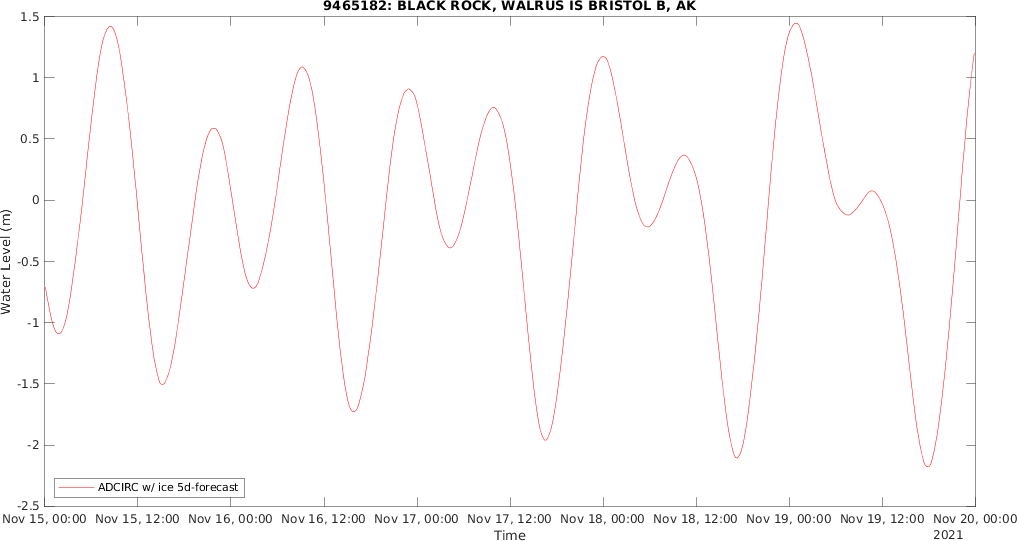 9465182: BLACK ROCK, WALRUS IS BRISTOL B, AK
1.5
1
0.5
0
-0.5
-1
-1.5
-2
-2.5
Water Level (m)
ADCIRC w/ ice 5d-forecast
Nov 15, 00:00 Nov 15, 12:00 Nov 16, 00:00 Nov 16, 12:00 Nov 17, 00:00 Nov 17, 12:00 Nov 18, 00:00 Nov 18, 12:00 Nov 19, 00:00 Nov 19, 12:00 Nov 20, 00:00
Time
2021